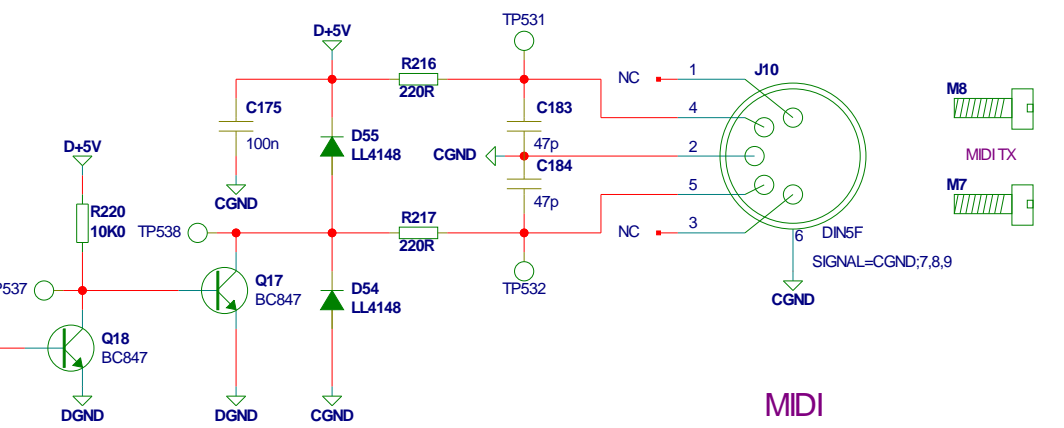 TP531
D+5V
R216
220R
NC
1
J10
M8
C175
100n
C183
47p
4
D55
LL4148
D+5V
CGND
2
MIDI TX
C184
47p
CGND
5
M7
R220
10K0
TP538
R217
220R
NC
3
DIN5F
6
SIGNAL=CGND;7,8,9
Q17
BC847
TP532
P537
D54
LL4148
CGND
Q18
BC847
DGND
DGND
CGND
MIDI